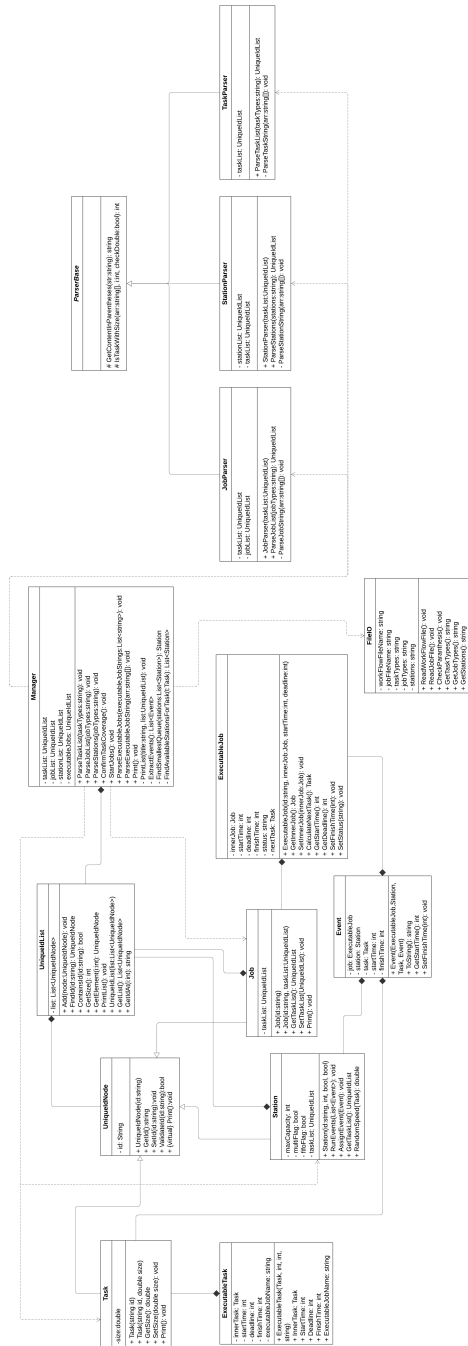 TaskParser
- taskList: UniqueIdList
+ ParseTaskList(taskTypes:string): UniqueIdList
- ParseTaskString(arr:string[]): void
ParserBase
# GetContentInParentheses(str:string): string
# IsTaskWithSize(arr:string[], i:int, checkDouble:bool): int
StationParser
- stationList: UniqueIdList
- taskList: UniqueIdList
+ StationParser(taskList:UniqueIdList)
+ ParseStations(stations:string): UniqueIdList
- ParseStationString(arr:string[]): void
JobParser
- taskList: UniqueIdList
- jobList: UniqueIdList
+ JobParser(taskList:UniqueIdList)
+ ParseJobList(jobTypes:string): UniqueIdList
- ParseJobString(arr:string[]): void
Manager
- taskList: UniqueIdList
- jobList: UniqueIdList
- stationList: UniqueIdList
- executableJobs: UniqueIdList
+ ParseTaskList(taskTypes:string): void
+ ParseJobList(jobTypes:string): void
+ ParseStations(stationTypes:string): void
+ ConfirmTaskCoverage(): void
+ StartJobs(): void
+ ParseExecutableJobs(executableJobStrings:List<string>): void
- ParseExecutableJobString(arr:string[]): void
+ Print(): void
- PrintList(title:string, list:UniqueIdList): void
- ExtractEvents(): List<Event>
- FindSmallestQueue(stations:List<Station>): Station
- FindAvailableStationsForTask(Task): List<Station>
FileIO
- workFlowFileName: string
- jobFileName: string
- taskTypes: string
- jobTypes: string
- stations: string
+ ReadWorkFlowFile(): void
+ ReadJobFile(): void
+ CheckParanthesis(): void
+ GetTaskTypes(): string
+ GetJobTypes(): string
+ GetStations(): string
ExecutableJob
- innerJob: Job
- startTime: int
- deadline: int
- finishTime: int
- status: string
- nextTask: Task
+ ExecutableJob(id:string, innerJob:Job, startTime:int, deadline:int)
+ GetInnerJob(): Job
+ SetInnerJob(innerJob:Job): void
+ CalculateNextTask(): Task
+ GetStartTime(): int
+ GetDeadline(): int
+ SetFinishTime(int): void
+ SetStatus(string): void
UniqueIdList
- list: List<UniqueIdNode>
+ Add(node:UniqueIdNode): void
+ FindId(id:string): UniqueIdNode
+ ContainsId(id:string): bool
+ GetSize(): int
+ GetElement(int): UniqueIdNode
+ PrintList(): void
+ UniqueIdList(list:List<UniqueIdNode>)
+ GetList(): List<UniqueIdNode>
+ GetIdAt(int): string
Job
- taskList: UniqueIdList
+ Job(id:string)
+ Job(id:string, taskList:UniqueIdList)
+ GetTaskList(): UniqueIdList
+ SetTaskList(UniqueIdList): void
+ Print(): void
Event
- job: ExecutableJob
- station: Station
- task: Task
- startTime: int
- finishTime: int
+ Event(ExecutableJob,Station,
Task, Event)
+ ToString(): string
+ GetStartTime(): int
+ SetFinishTime(int): void
UniqueIdNode
- id: String
+ UniqueIdNode(id:string)
+ GetId():string
+ SetId(id:string):void
+ ValidateId(id:string):bool
+ {virtual} Print():void
Station
- maxCapacity: int
- multiFlag: bool
- fifoFlag: bool
- taskList: UniqueIdList
+ Station(id:string, int, bool, bool)
+ RunEvents(List<Event>): void
+ AssignEvent(Event): void
+ GetTaskList(): UniqueIdList
+ RandomSpeed(Task): double
Task
-size:double
+ Task(string id)
+ Task(string id, double size)
+ GetSize(): double
+ SetSize(double size): void
+ Print(): void
ExecutableTask
- innerTask: Task
- startTime: int
- deadline: int
- finishTime: int
- executableJobName: string
+ ExecutableTask(Task, int, int,
string)
+ InnerTask: Task
+ StartTime: int
+ Deadline: int
+ FinishTime: int
+ ExecutableJobName: string